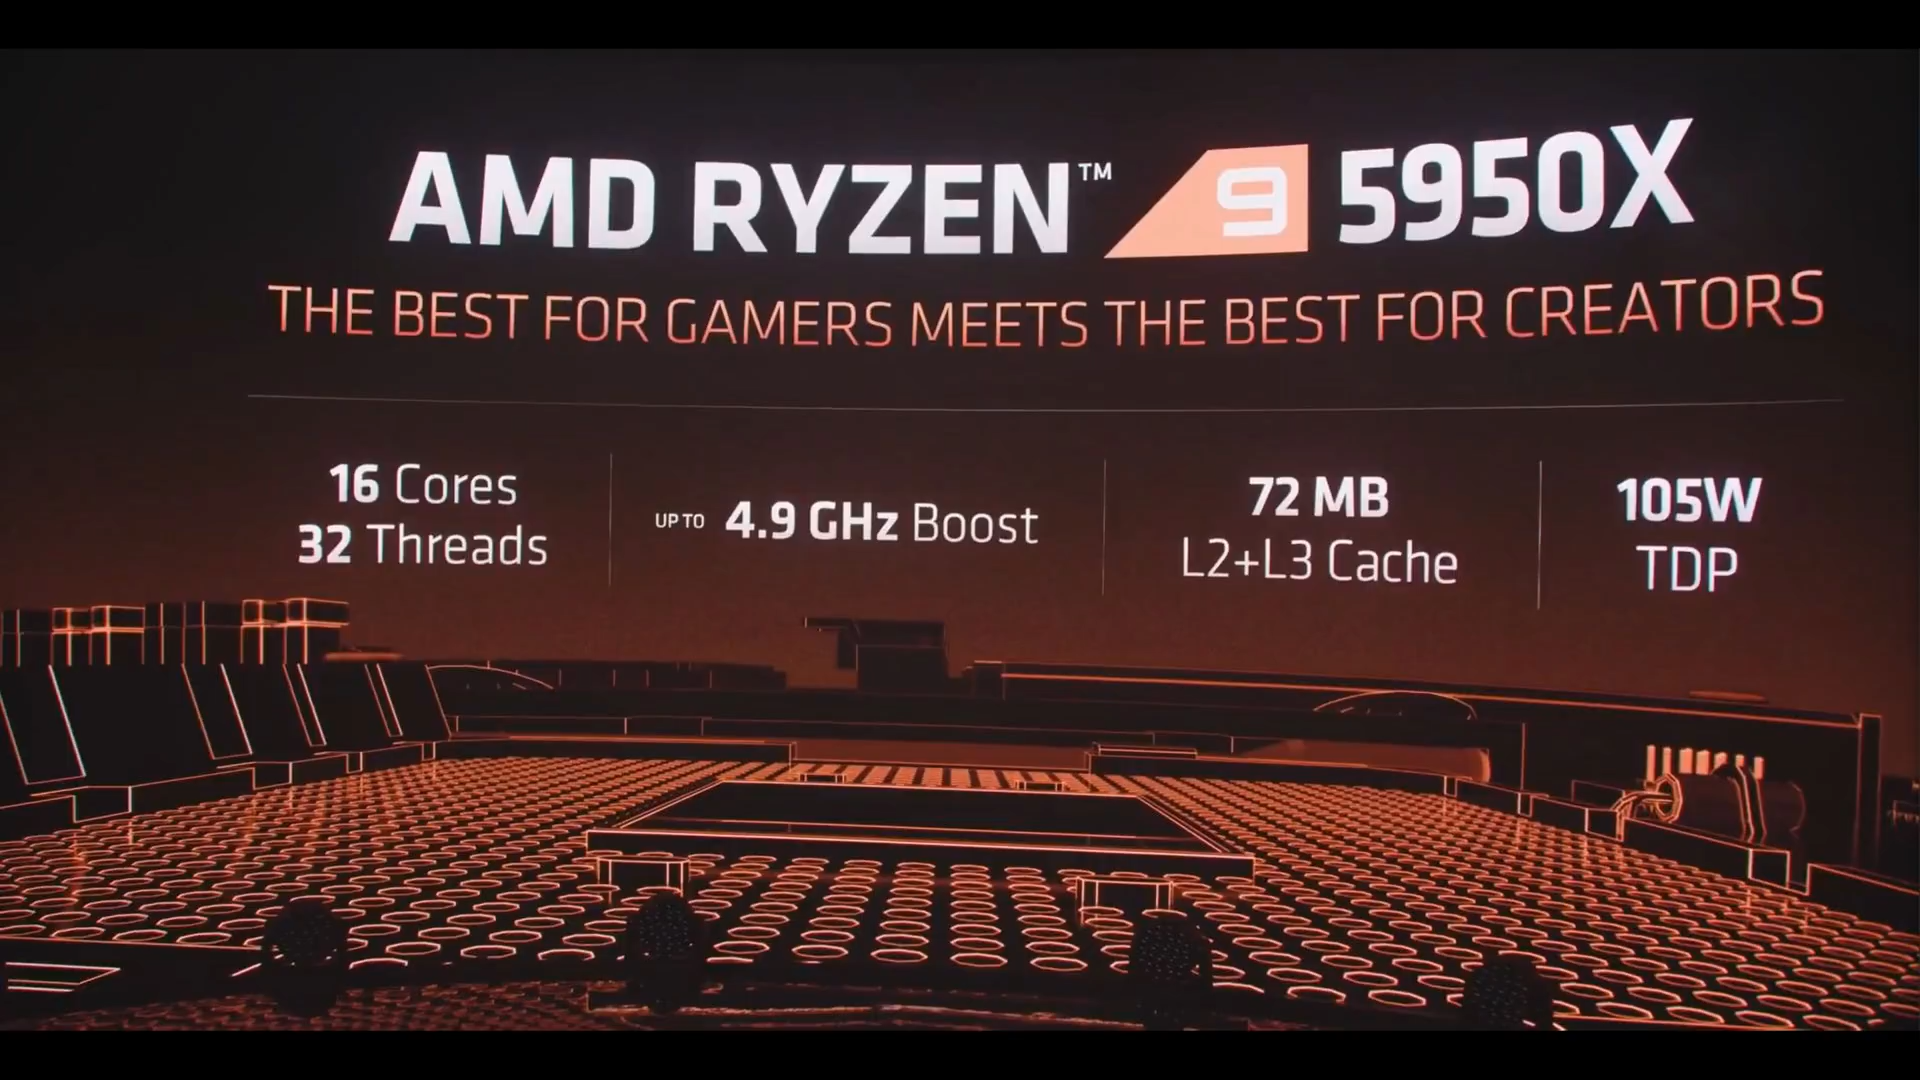 AMD RYZEN™ 9 5950X
THE BEST FOR GAMERS MEETS THE BEST FOR CREATORS
16 Cores
32 Threads
UP TO 4.9 GHz Boost
72 MB
L2+L3 Cache
105W
TDP